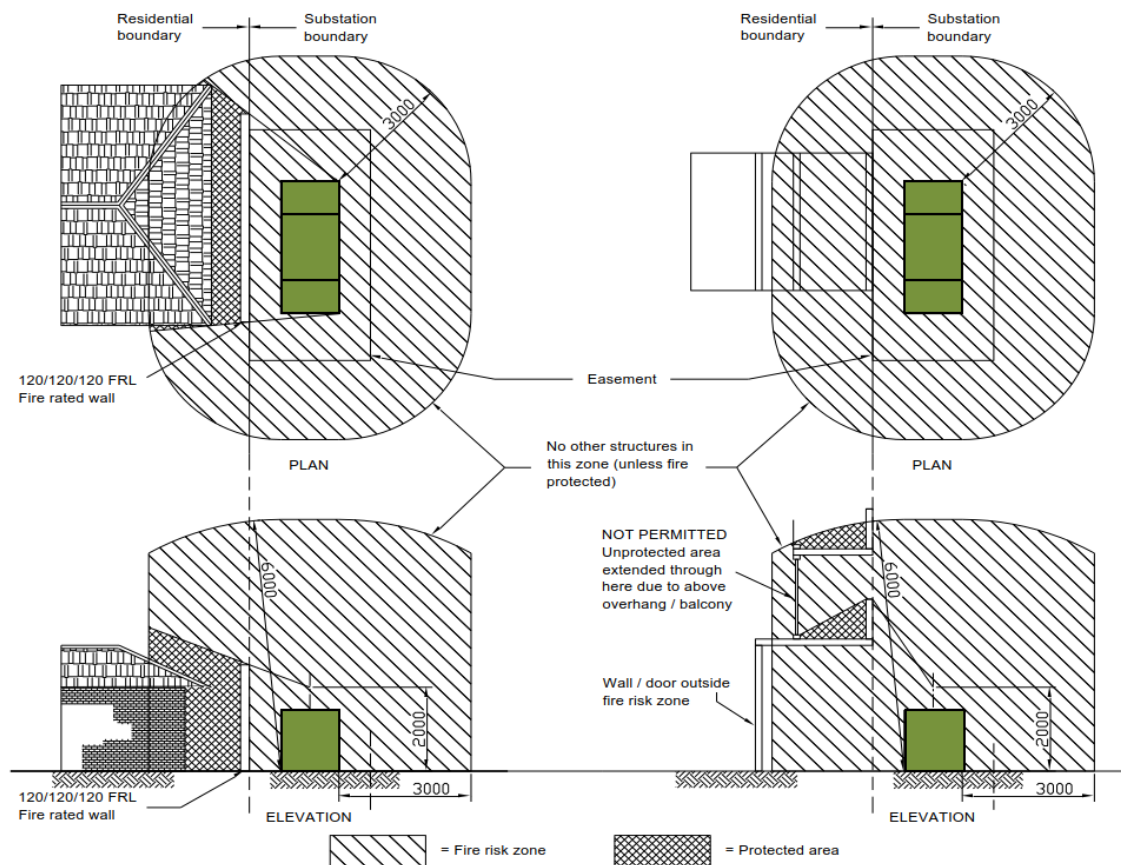 Residential
boundary
Substation
boundary
Residential
boundary
Substation
boundary
3000
3000
120/120/120 FRL
Fire rated wall
Easement
PLAN
No other structures in
this zone (unless fire
protected)
PLAN
6000
2000
NOT PERMITTED
Unprotected area
extended through
here due to above
overhang / balcony
6000
Wall / door outside
fire risk zone
2000
3000
3000
120/120/120 FRL
Fire rated wall
ELEVATION
ELEVATION
= Fire risk zone
= Protected area